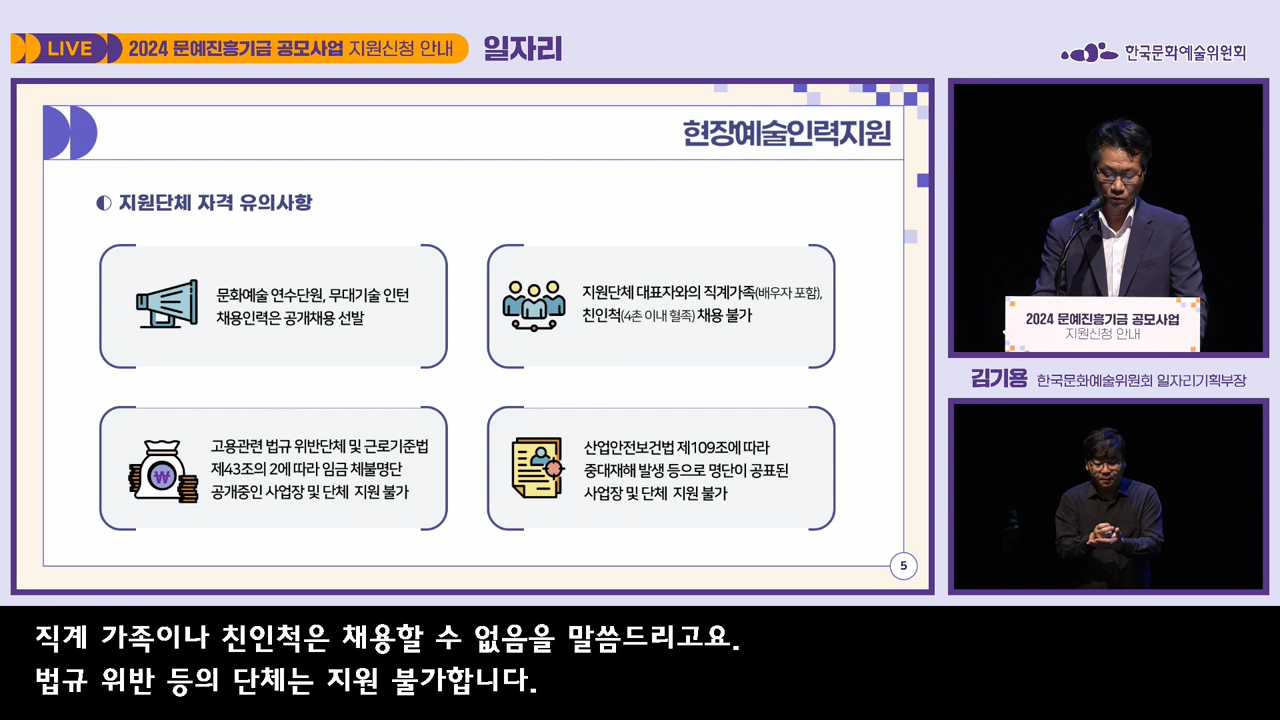 LIVE 2024 문예진흥기금 공모사업 지원신청 안내 일자리
한국문화예술위원회
현장예술인력지원
지원단체 자격 유의사항
문화예술 연수단원, 무대기술 인턴
채용인력은 공개채용 선발
지원단체 대표자와의 직계가족(배우자 포함),
친인척(4촌 이내 혈족) 채용 불가
고용관련 법규 위반단체 및 근로기준법
제43조의 2에 따라 임금 체불명단
공개중인 사업장 및 단체 지원 불가
산업안전보건법 제109조에 따라
중대재해 발생 등으로 명단이 공표된
사업장 및 단체 지원 불가
5
2024 문예진흥기금 공모사업
지원신청 안내
김기용 한국문화예술위원회 일자리기획부장
직계 가족이나 친인척은 채용할 수 없음을 말씀드리고요.
법규 위반 등의 단체는 지원 불가합니다.